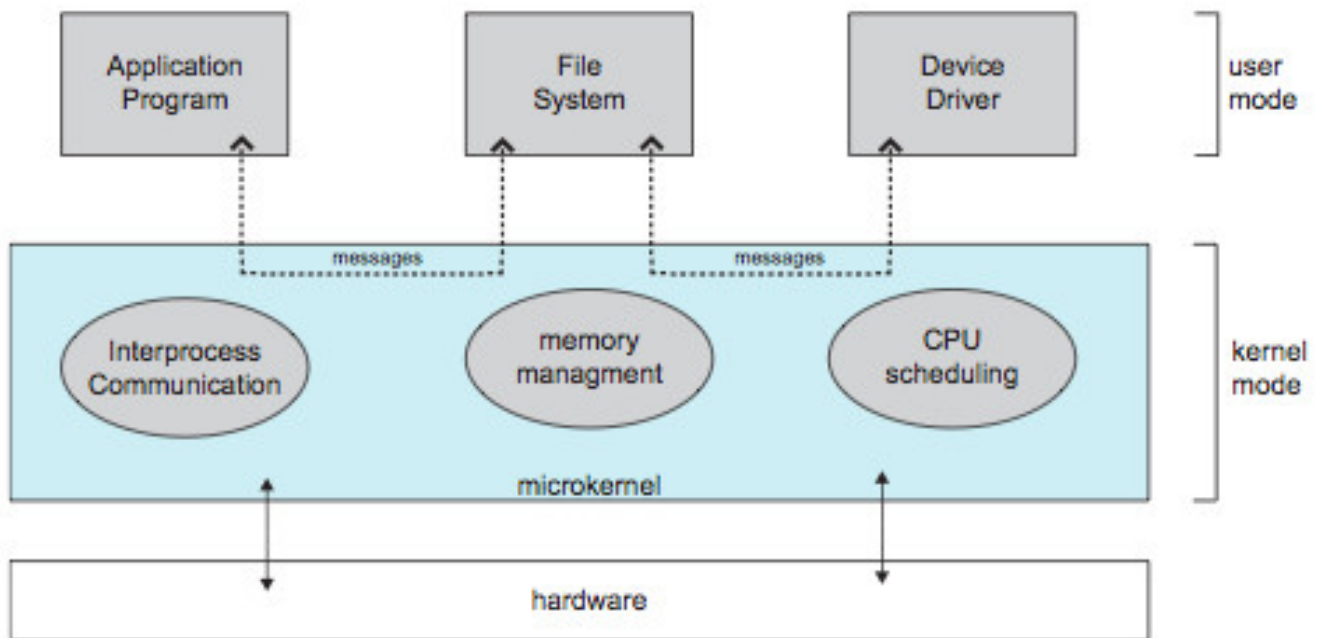 Application
Program
File
System
Device
Driver
user
mode
messages
messages
Interprocess
Communication
memory
managment
CPU
scheduling
kernel
mode
microkernel
hardware